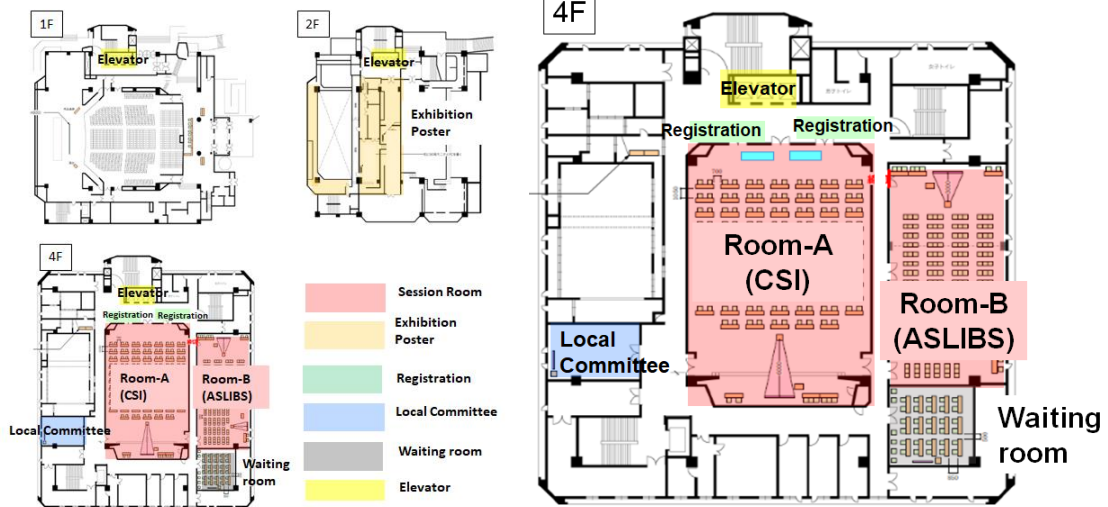 1F
Elevator
2F
Elevator
Exhibition
Poster
4F
Elevator
Registration
Registration
Room-A
(CSI)
Room-B
(ASLIBS)
Local Committee
Waiting
room
Session Room
Exhibition
Poster
Registration
Local Committee
Waiting room
Elevator
4F
Elevator
Registration
Registration
Room-A
(CSI)
Room-B
(ASLIBS)
Local
Committee
Waiting
room